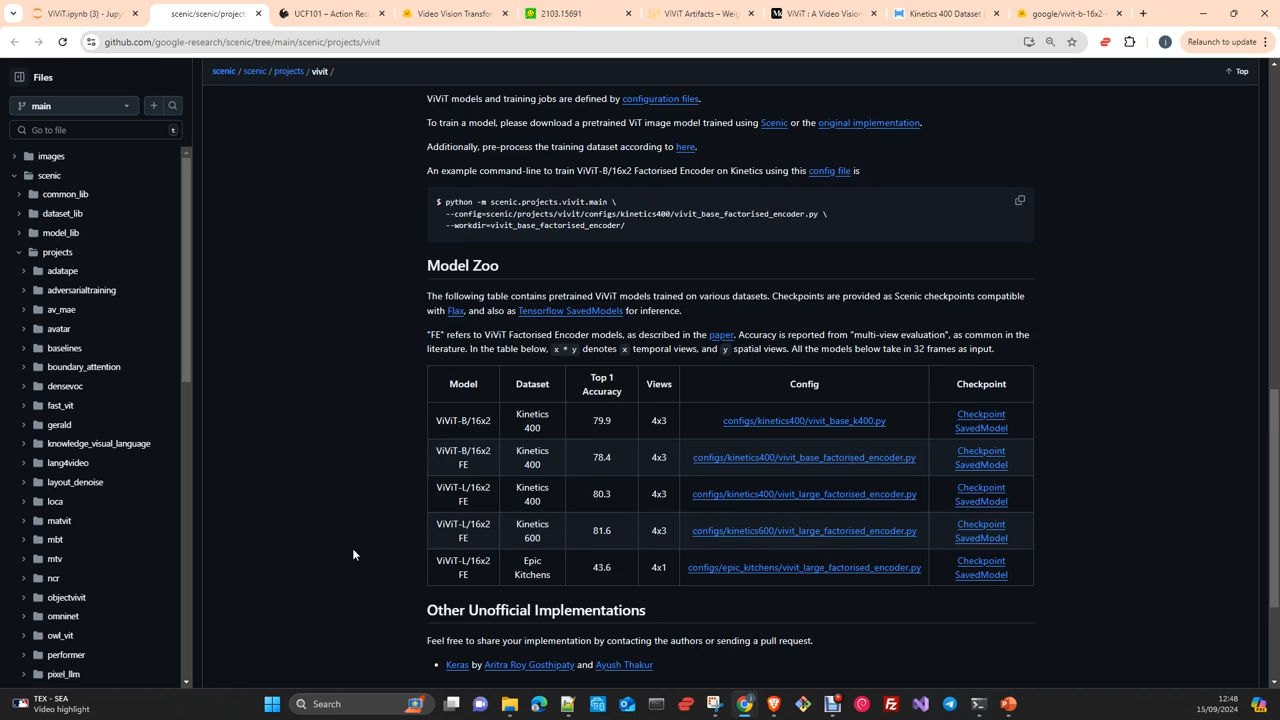 ViViT.ipynb (3) - Jupyt
scenic/scenic/projects
UCF101 – Action Reco
Video Vision Transfor
2103.15691
ViViT Artifacts – Wei
ViViT : A Video Vision
Kinetics 400 Dataset
google/vivit-b-16x2-
github.com/google-research/scenic/tree/main/scenic/projects/vivit
Relaunch to update
Files
scenic / scenic / projects / vivit /
Top
main
Go to file
t
images
scenic
common_lib
dataset_lib
model_lib
projects
adatape
adversarialtraining
av_mae
avatar
baselines
boundary_attention
densevoc
fast_vit
gerald
knowledge_visual_language
lang4video
layout_denoise
loca
matvit
mbt
mtv
ncr
objectvivit
omninet
owl_vit
performer
pixel_llm
ViViT models and training jobs are defined by configuration files.
To train a model, please download a pretrained ViT image model trained using Scenic or the original implementation.
Additionally, pre-process the training dataset according to here.
An example command-line to train ViViT-B/16x2 Factorised Encoder on Kinetics using this config file is
$ python -m scenic.projects.vivit.main \
--config=scenic/projects/vivit/configs/kinetics400/vivit_base_factorised_encoder.py \
--workdir=vivit_base_factorised_encoder/
Model Zoo
The following table contains pretrained ViViT models trained on various datasets. Checkpoints are provided as Scenic checkpoints compatible
with Flax, and also as Tensorflow SavedModels for inference.
"FE" refers to ViViT Factorised Encoder models, as described in the paper. Accuracy is reported from "multi-view evaluation", as common in the
literature. In the table below, x * y denotes x temporal views, and y spatial views. All the models below take in 32 frames as input.
Model Dataset Top 1 Accuracy Views Config Checkpoint
ViViT-B/16x2 Kinetics 400 79.9 4x3 configs/kinetics400/vivit_base_k400.py Checkpoint SavedModel
ViViT-B/16x2 FE Kinetics 400 78.4 4x3 configs/kinetics400/vivit_base_factorised_encoder.py Checkpoint SavedModel
ViViT-L/16x2 FE Kinetics 400 80.3 4x3 configs/kinetics400/vivit_large_factorised_encoder.py Checkpoint SavedModel
ViViT-L/16x2 FE Kinetics 600 81.6 4x3 configs/kinetics600/vivit_large_factorised_encoder.py Checkpoint SavedModel
ViViT-L/16x2 FE Epic Kitchens 43.6 4x1 configs/epic_kitchens/vivit_large_factorised_encoder.py Checkpoint SavedModel
Other Unofficial Implementations
Feel free to share your implementation by contacting the authors or sending a pull request.
• Keras by Aritra Roy Gosthipaty and Ayush Thakur
TEX - SEA
Video highlight
Search
12:48
15/09/2024